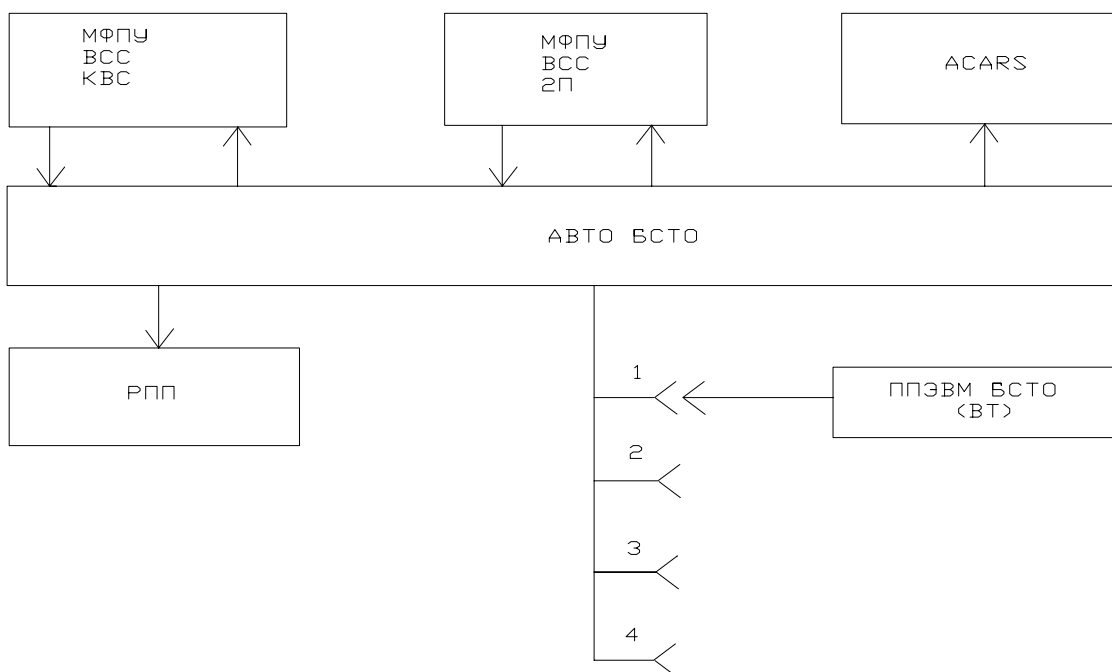 МФПУ
ВСС
КВС
МФПУ
ВСС
2П
ACARS
АВТО БСТО
РПП
1
ППЭВМ БСТО
(ВТ)
2
3
4